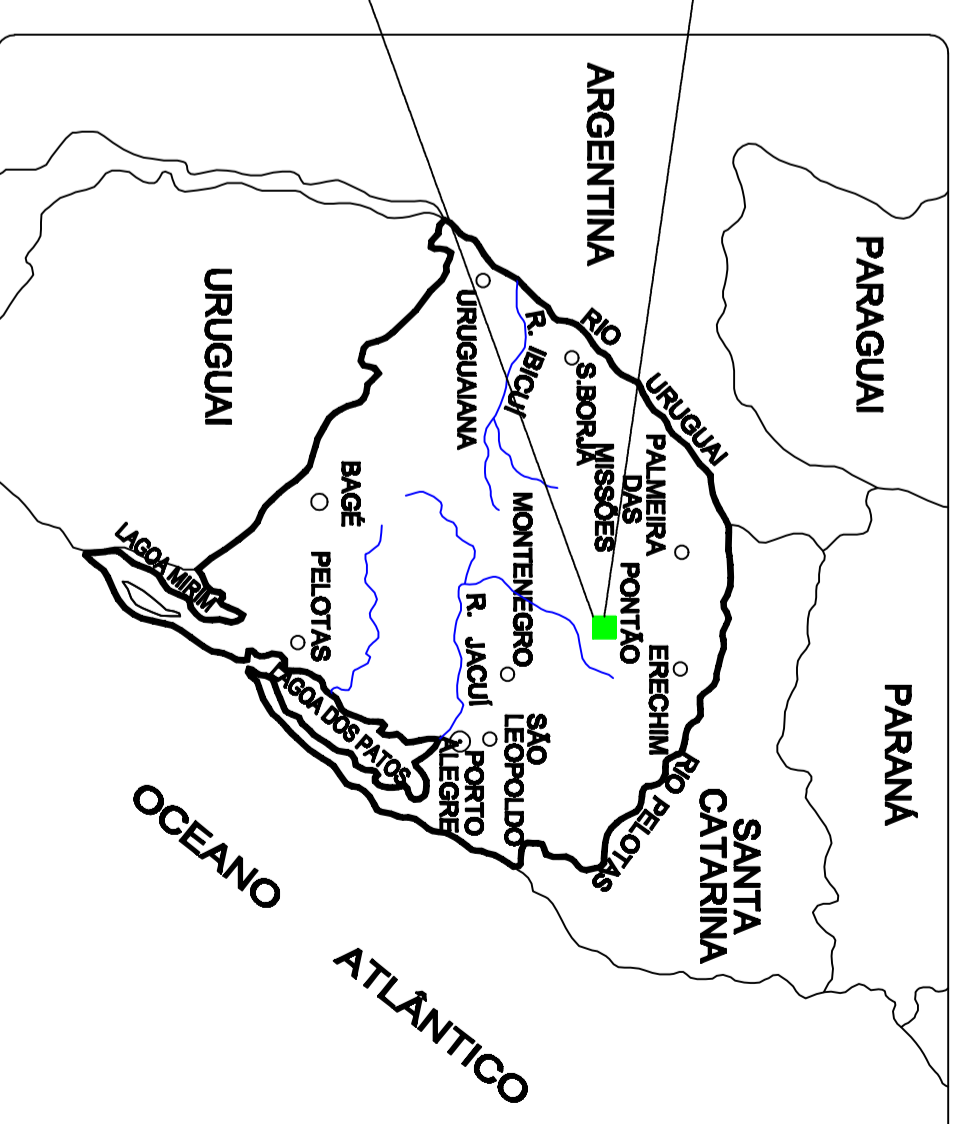 PARAGUAI
PARANÁ
ARGENTINA
SANTA
CATARINA
RIO
URUGUAI
PALMEIRA
DAS
MISSÕES
S.BORJA
PONTÃO
ERECHIM
RIO PELOTAS
R. IBICUÍ
URUGUAIANA
MONTENEGRO
SÃO
LEOPOLDO
R. JACUÍ
PORTO
ALEGRE
BAGÉ
PELOTAS
LAGOA DOS PATOS
LAGOA MIRIM
URUGUAI
OCEANO
ATLÂNTICO